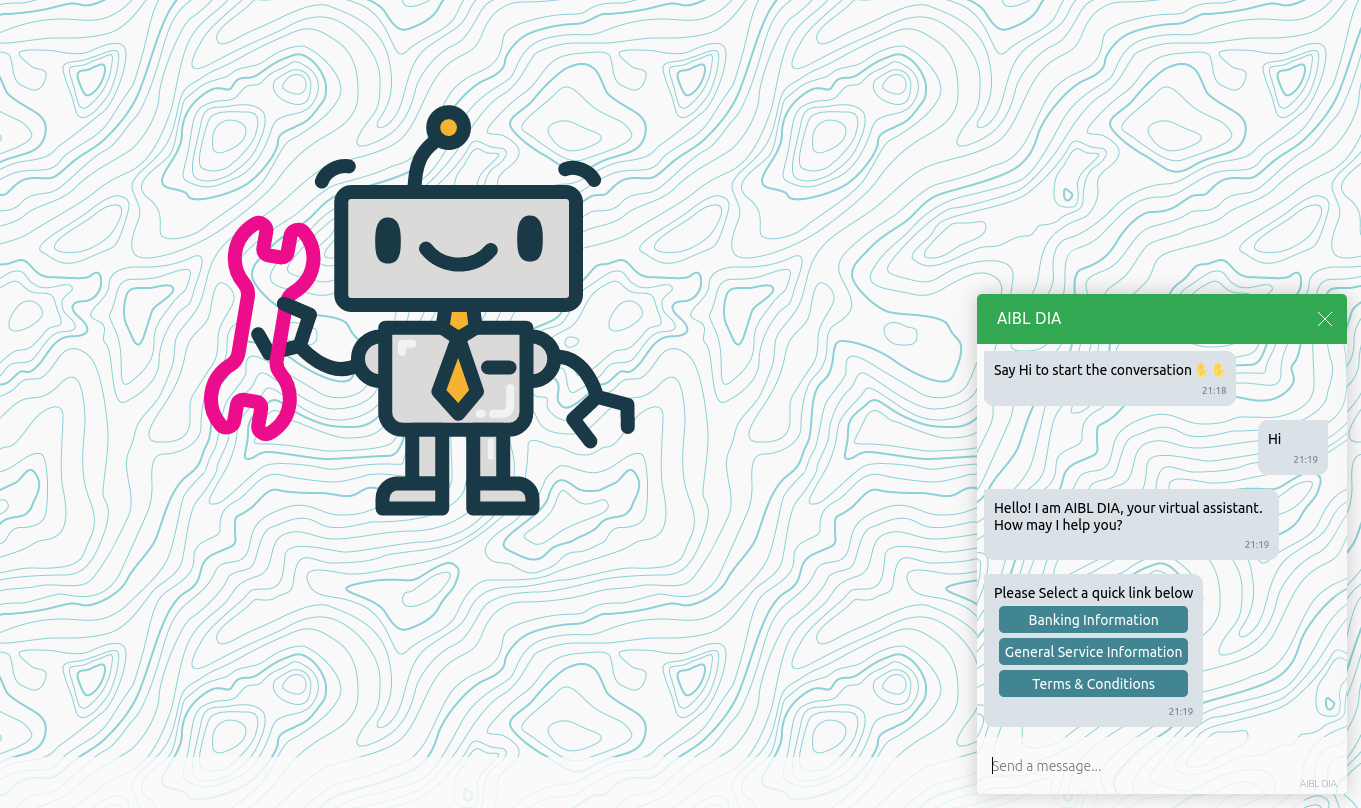 AIBL DIA
Say Hi to start the conversation
21:18
Hi
21:19
Hello! I am AIBL DIA, your virtual assistant.
How may I help you?
21:19
Please Select a quick link below
Banking Information
General Service Information
Terms & Conditions
21:19
Send a message...
AIBL DIA